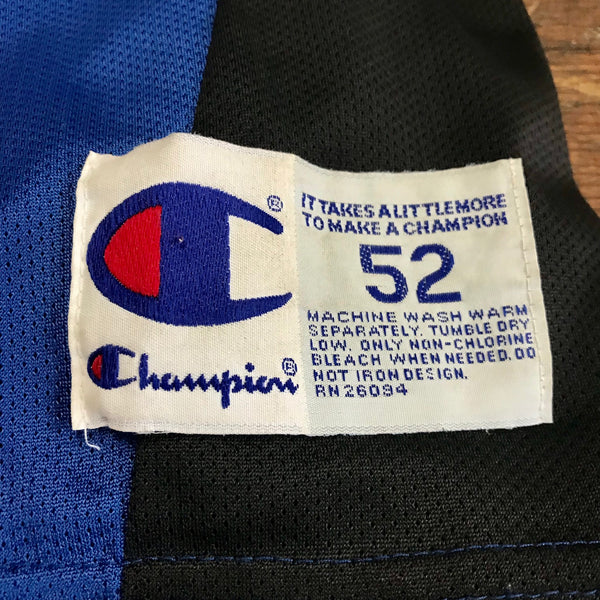 ®
Champion®
IT TAKES A LITTLE MORE
TO MAKE A CHAMPION
52
MACHINE WASH WARM
SEPARATELY. TUMBLE DRY
LOW. ONLY NON-CHLORINE
BLEACH WHEN NEEDED. DO
NOT IRON DESIGN.
RN 26094